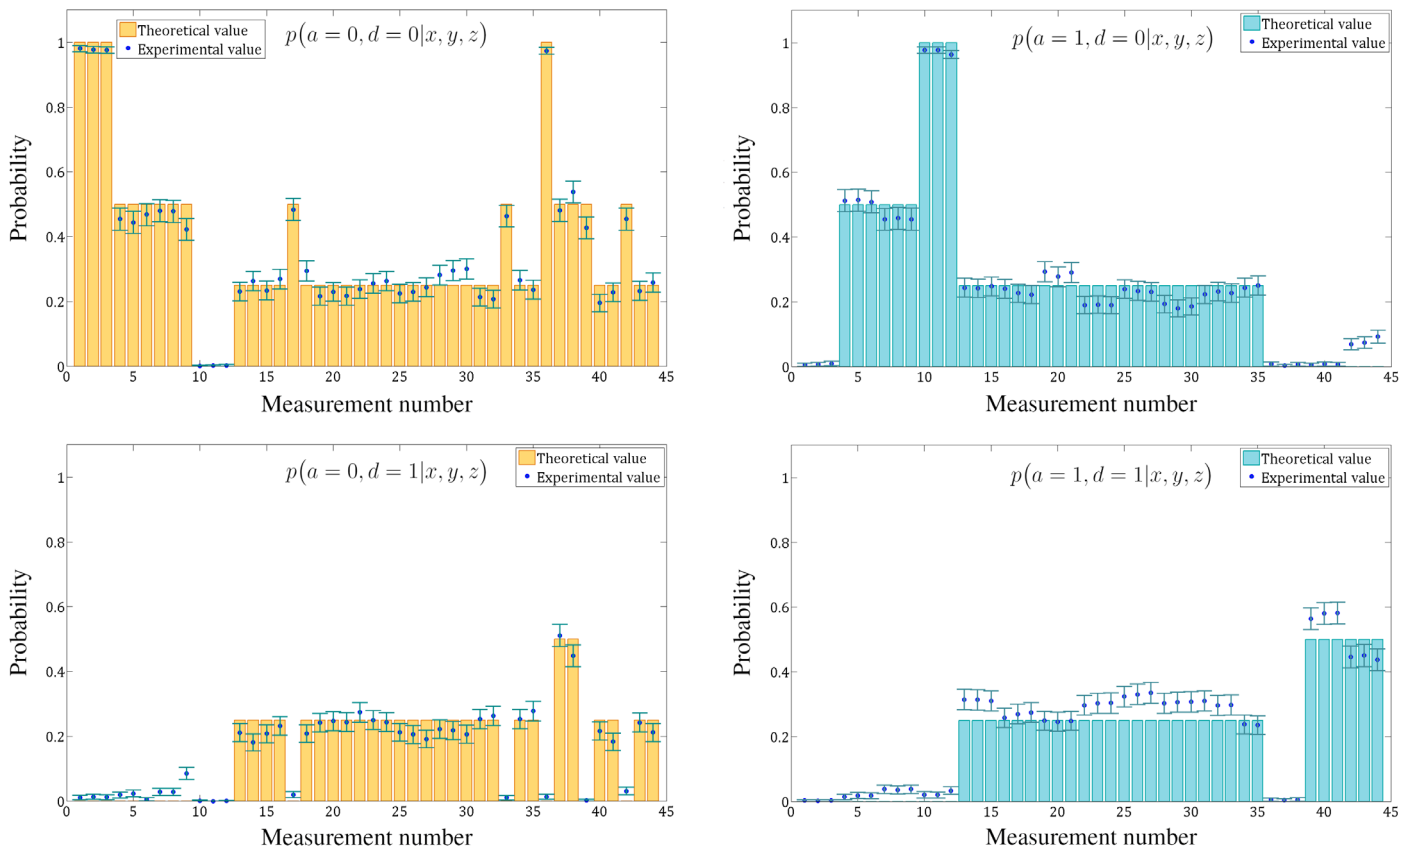 Theoretical value
Experimental value
p(a = 0, d = 0|x, y, z)
1
0.8
0.6
0.4
0.2
0
Probability
0 5 10 15 20 25 30 35 40 45
Measurement number
Theoretical value
Experimental value
p(a = 1, d = 0|x, y, z)
1
0.8
0.6
0.4
0.2
0
Probability
0 5 10 15 20 25 30 35 40 45
Measurement number
Theoretical value
Experimental value
p(a = 0, d = 1|x, y, z)
1
0.8
0.6
0.4
0.2
0
Probability
0 5 10 15 20 25 30 35 40 45
Measurement number
Theoretical value
Experimental value
p(a = 1, d = 1|x, y, z)
1
0.8
0.6
0.4
0.2
0
Probability
0 5 10 15 20 25 30 35 40 45
Measurement number